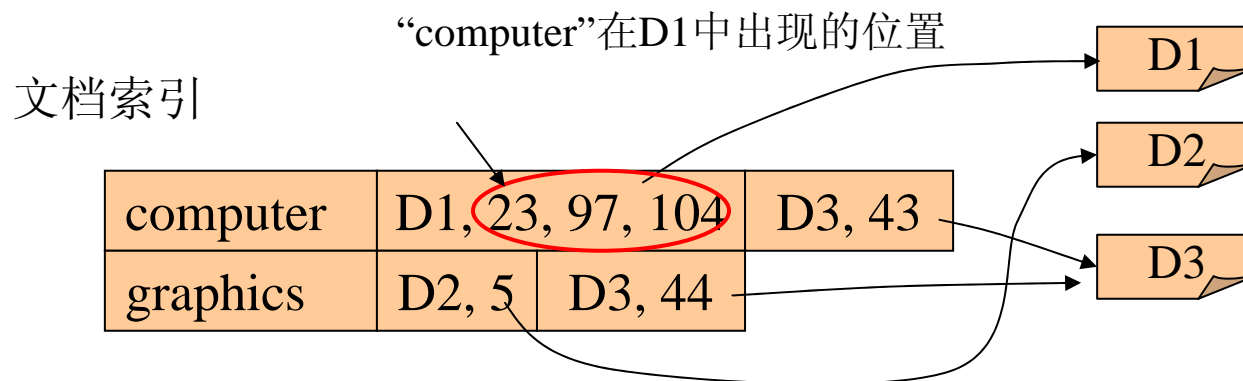 “computer”在D1中出现的位置
D1
文档索引
D2
computer D1, 23, 97, 104 D3, 43
D3
graphics D2, 5 D3, 44